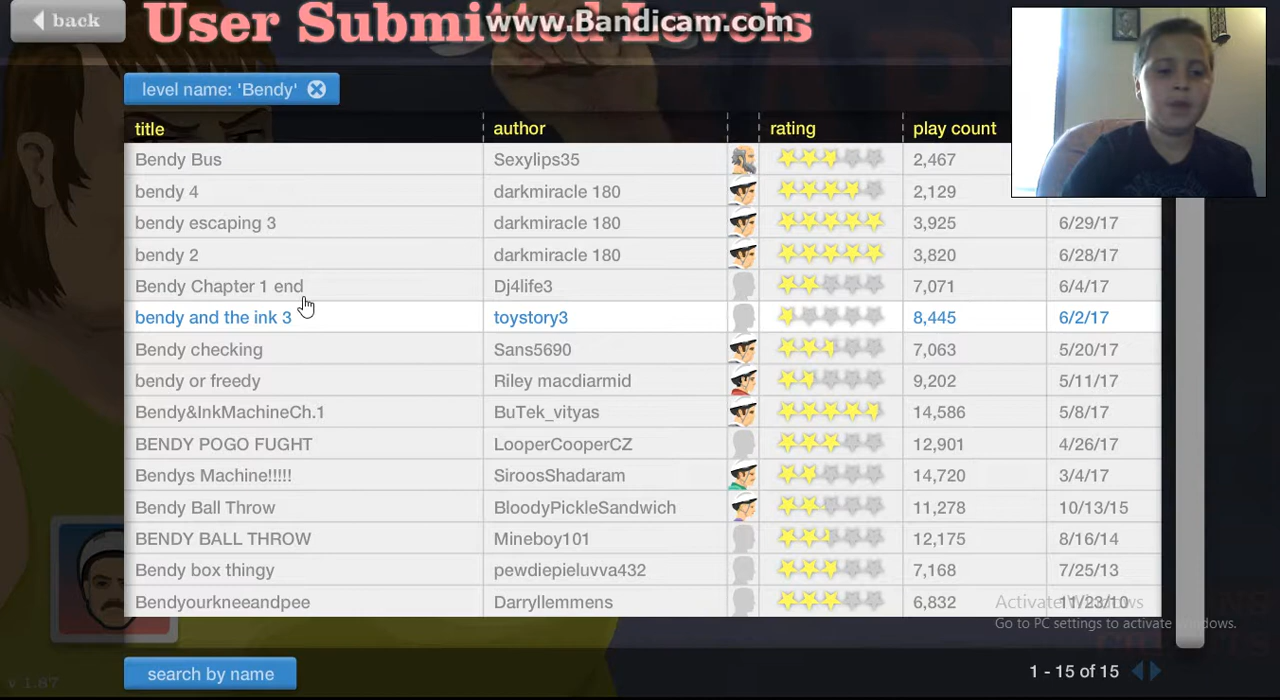 back
User Submitted Levels
www.Bandicam.com
level name: 'Bendy'
title author rating play count
Bendy Bus Sexylips35 2,467
bendy 4 darkmiracle 180 2,129
bendy escaping 3 darkmiracle 180 3,925 6/29/17
bendy 2 darkmiracle 180 3,820 6/28/17
Bendy Chapter 1 end Dj4life3 7,071 6/4/17
bendy and the ink 3 toystory3 8,445 6/2/17
Bendy checking Sans5690 7,063 5/20/17
bendy or freedy Riley macdiarmid 9,202 5/11/17
Bendy&InkMachineCh.1 BuTek_vityas 14,586 5/8/17
BENDY POGO FUGHT LooperCooperCZ 12,901 4/26/17
Bendys Machine!!!!! SiroosShadaram 14,720 3/4/17
Bendy Ball Throw BloodyPickleSandwich 11,278 10/13/15
BENDY BALL THROW Mineboy101 12,175 8/16/14
Bendy box thingy pewdiepieluvva432 7,168 7/25/13
Bendyourkneeandpee Darryllemmens 6,832 11/23/10
Activate Windows
Go to PC settings to activate Windows.
search by name
1 - 15 of 15
v 1.87